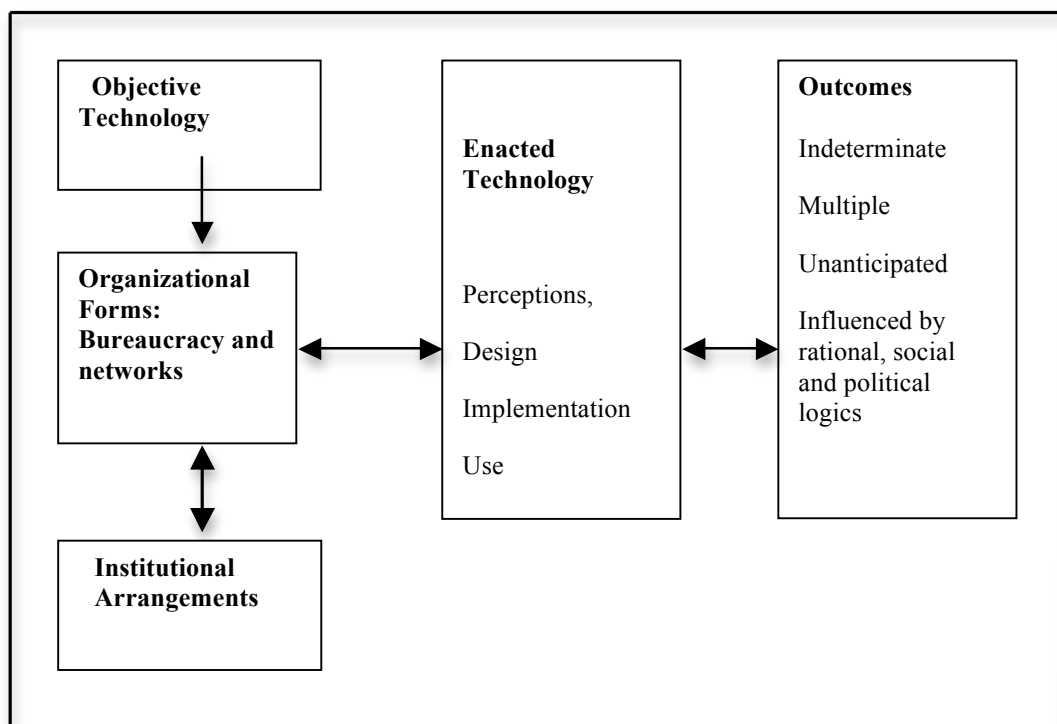 Objective
Technology
Organizational
Forms:
Bureaucracy and
networks
Institutional
Arrangements
Enacted
Technology
Perceptions,
Design
Implementation
Use
Outcomes
Indeterminate
Multiple
Unanticipated
Influenced by
rational, social
and political
logics